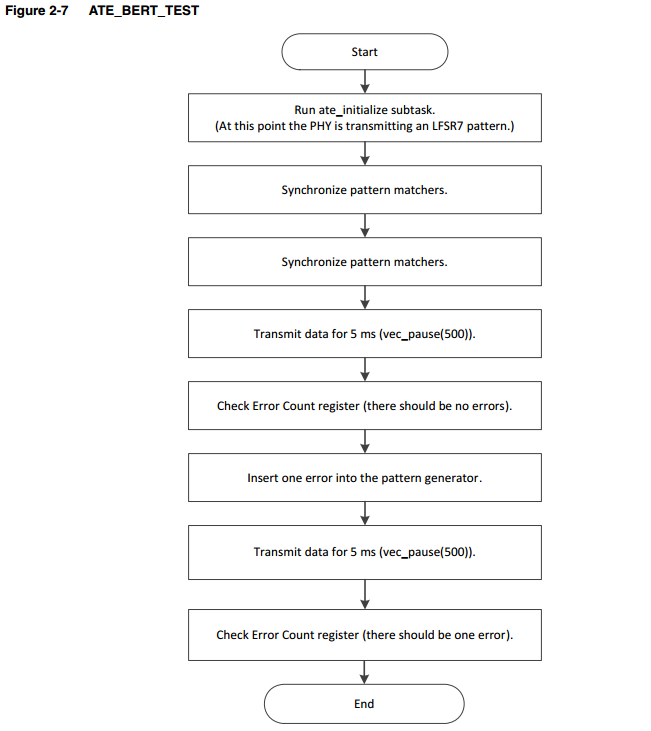 Figure 2-7 ATE_BERT_TEST
Start
Run ate_initialize subtask.
(At this point the PHY is transmitting an LFSR7 pattern.)
Synchronize pattern matchers.
Synchronize pattern matchers.
Transmit data for 5 ms (vec_pause(500)).
Check Error Count register (there should be no errors).
Insert one error into the pattern generator.
Transmit data for 5 ms (vec_pause(500)).
Check Error Count register (there should be one error).
End